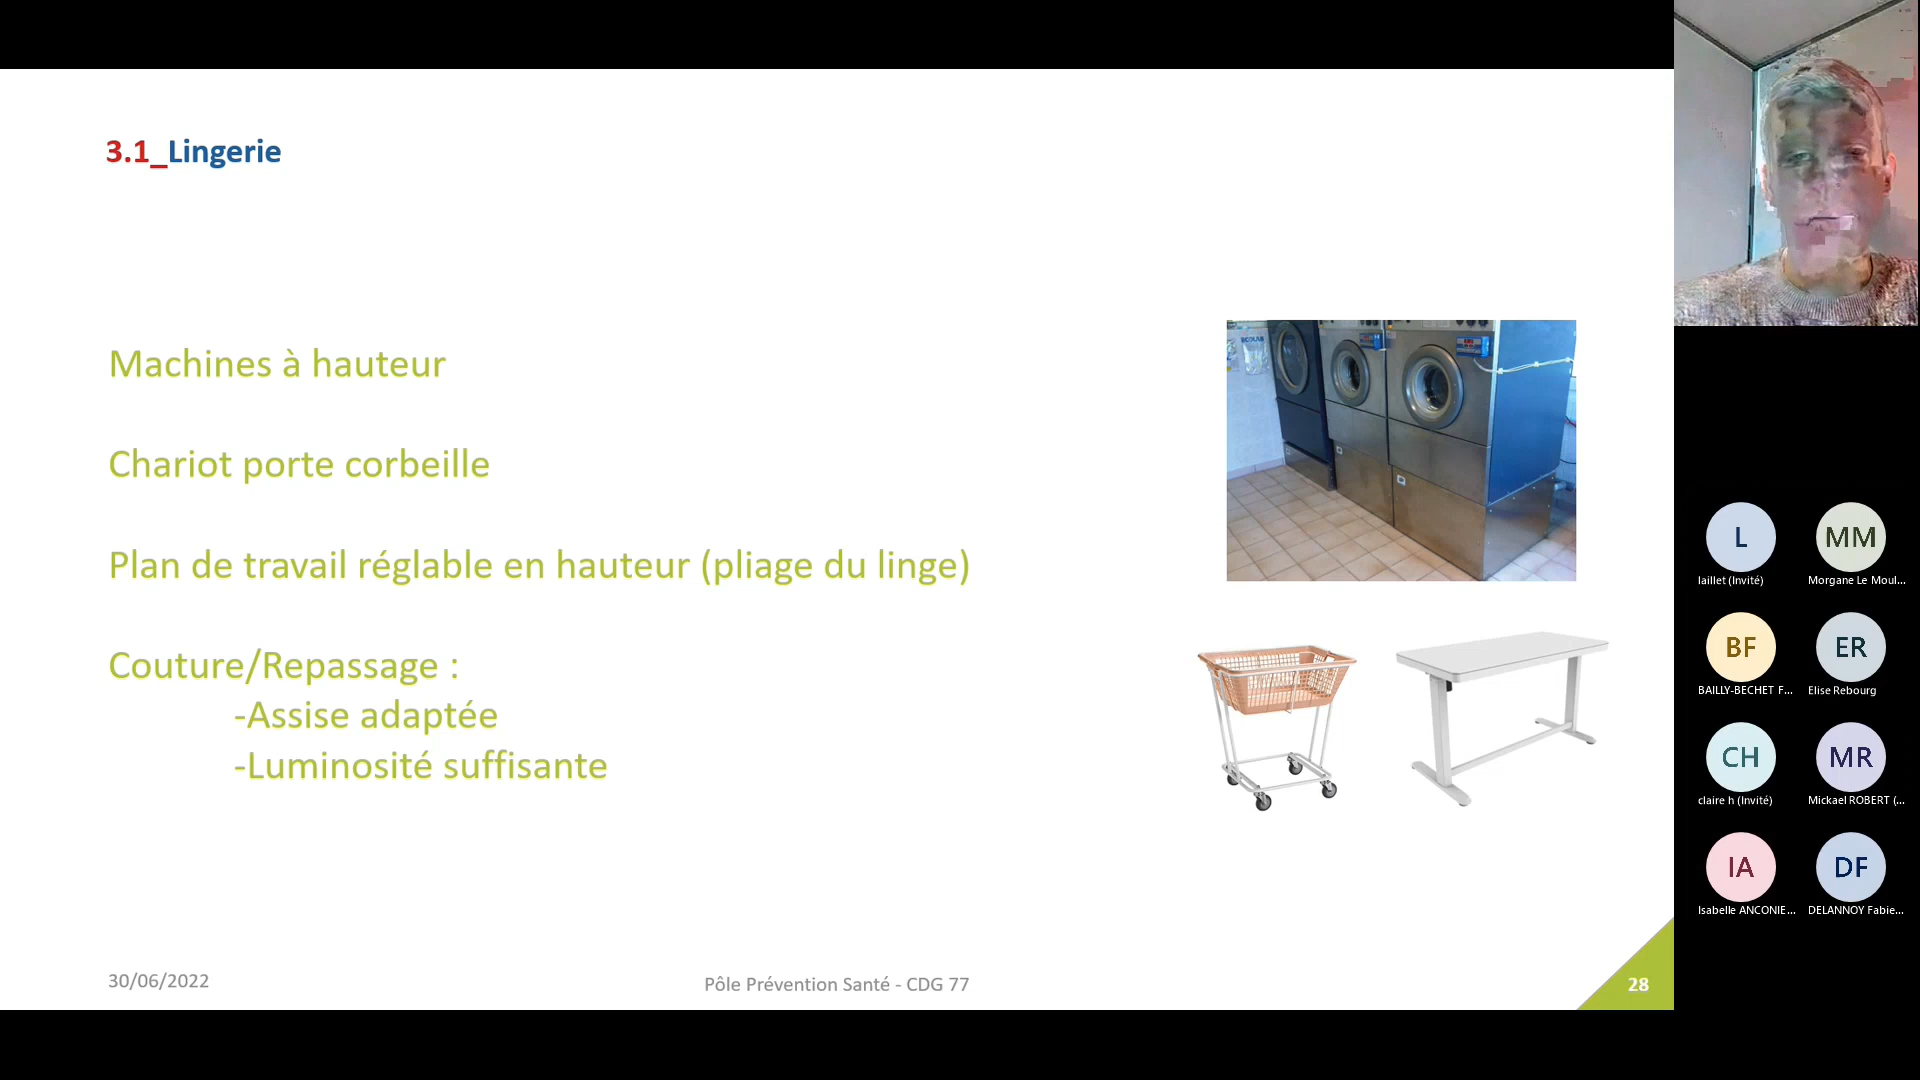 3.1_Lingerie
Machines à hauteur
Chariot porte corbeille
Plan de travail réglable en hauteur (pliage du linge)
Couture/Repassage :
-Assise adaptée
-Luminosité suffisante
ECOLAB
30/06/2022
Pôle Prévention Santé - CDG 77
28
L
laillet (Invité)
MM
Morgane Le Moul...
BF
BAILLY-BECHET F...
ER
Elise Rebourg
CH
claire h (Invité)
MR
Mickael ROBERT (...
IA
Isabelle ANCONIE...
DF
DELANNOY Fabie...